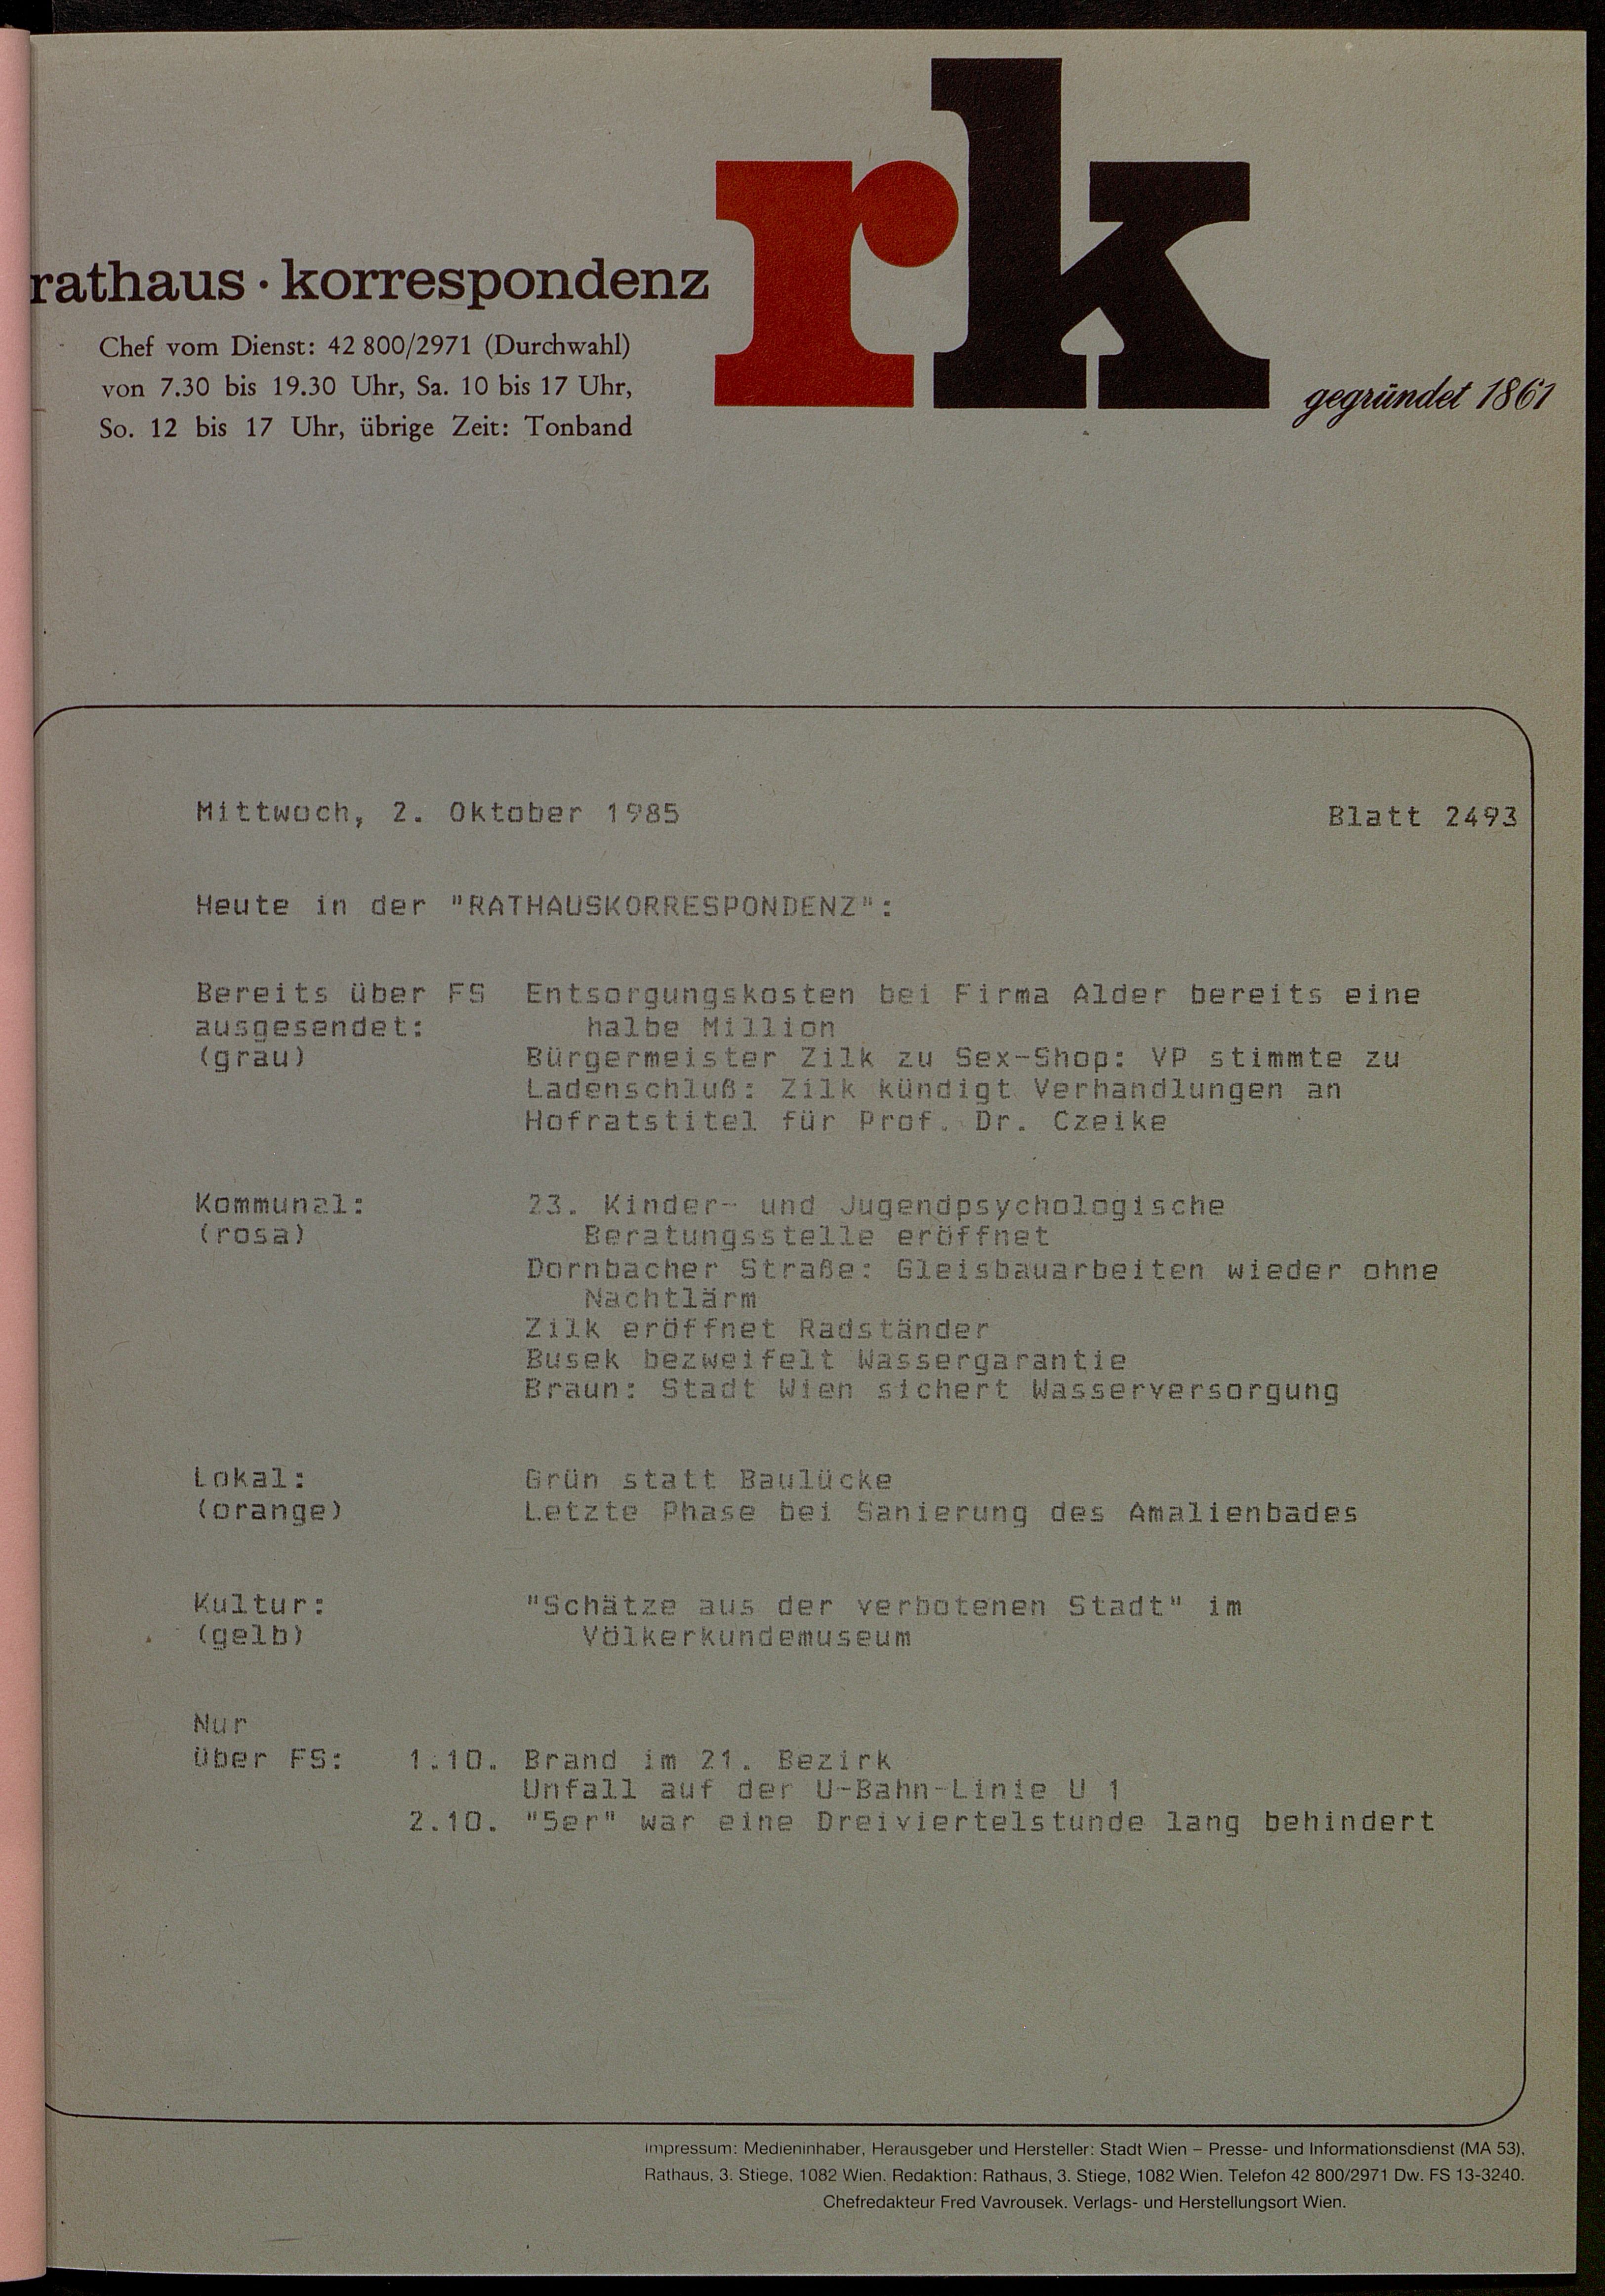 rk
rathaus · korrespondenz
Chef vom Dienst: 42 800/2971 (Durchwahl)
von 7.30 bis 19.30 Uhr, Sa. 10 bis 17 Uhr,
So. 12 bis 17 Uhr, übrige Zeit: Tonband
gegründet 1861
Mittwoch, 2. Oktober 1985 Blatt 2493
Heute in der "RATHAUSKORRESPONDENZ":
Bereits über FS Entsorgungskosten bei Firma Alder bereits eine
ausgesendet: halbe Million
(grau) Bürgermeister Zilk zu Sex-Shop: VP stimmte zu
Ladenschluß: Zilk kündigt Verhandlungen an
Hofratstitel für Prof. Dr. Czeike
Kommunal: 23. Kinder- und Jugendpsychologische
(rosa) Beratungsstelle eröffnet
Dornbacher Straße: Gleisbauarbeiten wieder ohne
Nachtlärm
Zilk eröffnet Radständer
Busek bezweifelt Wassergarantie
Braun: Stadt Wien sichert Wasserversorgung
Lokal: Grün statt Baulücke
(orange) Letzte Phase bei Sanierung des Amalienbades
Kultur: "Schätze aus der verbotenen Stadt" im
(gelb) Völkerkundemuseum
Nur
über FS: 1.10. Brand im 21. Bezirk
Unfall auf der U-Bahn-Linie U 1
2.10. "5er" war eine Dreiviertelstunde lang behindert
Impressum: Medieninhaber, Herausgeber und Hersteller: Stadt Wien – Presse- und Informationsdienst (MA 53),
Rathaus, 3. Stiege, 1082 Wien. Redaktion: Rathaus, 3. Stiege, 1082 Wien. Telefon 42 800/2971 Dw. FS 13-3240.
Chefredakteur Fred Vavrousek. Verlags- und Herstellungsort Wien.